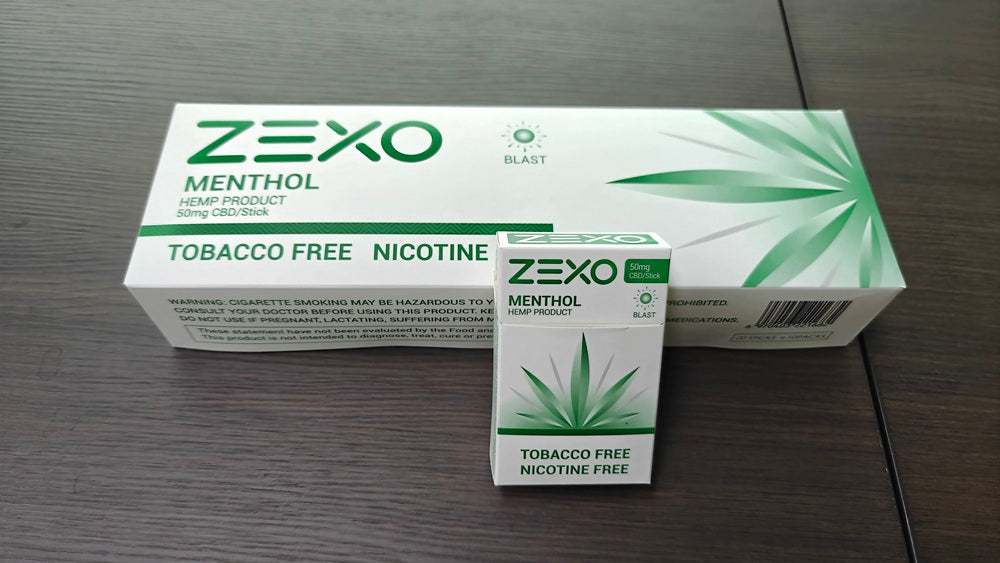 ZEXO
BLAST
MENTHOL
HEMP PRODUCT
50mg CBD/Stick
TOBACCO FREE NICOTINE
WARNING: CIGARETTE SMOKING MAY BE HAZARDOUS TO
PROHIBITED.
CONSULT YOUR DOCTOR BEFORE USING THIS PRODUCT.
DO NOT USE IF PREGNANT, LACTATING, SUFFERING FROM
MEDICATIONS.
These statement have not been evaluated by the Food and
This product is not intended to diagnose, treat, cure or
ZEXO
ZEXO
50mg
CBD/Stick
MENTHOL
HEMP PRODUCT
BLAST
TOBACCO FREE
NICOTINE FREE